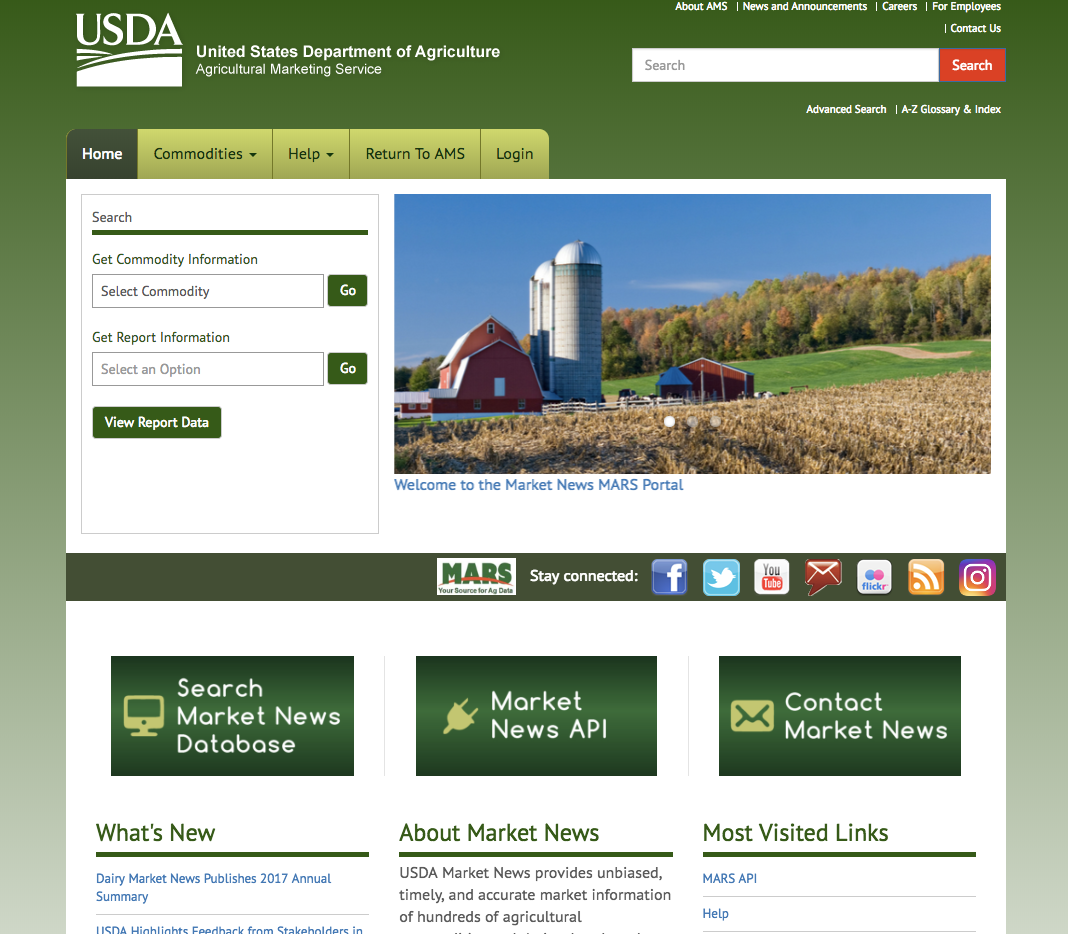 About AMS | News and Announcements | Careers | For Employees
| Contact Us
USDA
United States Department of Agriculture
Agricultural Marketing Service
Search
Search
Advanced Search | A-Z Glossary & Index
Home
Commodities
Help
Return To AMS
Login
Search
Get Commodity Information
Select Commodity
Go
Get Report Information
Select an Option
Go
View Report Data
Welcome to the Market News MARS Portal
MARS
Your Source for Ag Data
Stay connected:
f
You
Tube
flickr
Search
Market News
Database
Market
News API
Contact
Market News
What's New
Dairy Market News Publishes 2017 Annual
Summary
USDA Highlights Feedback from Stakeholders in
About Market News
USDA Market News provides unbiased,
timely, and accurate market information
of hundreds of agricultural
Most Visited Links
MARS API
Help